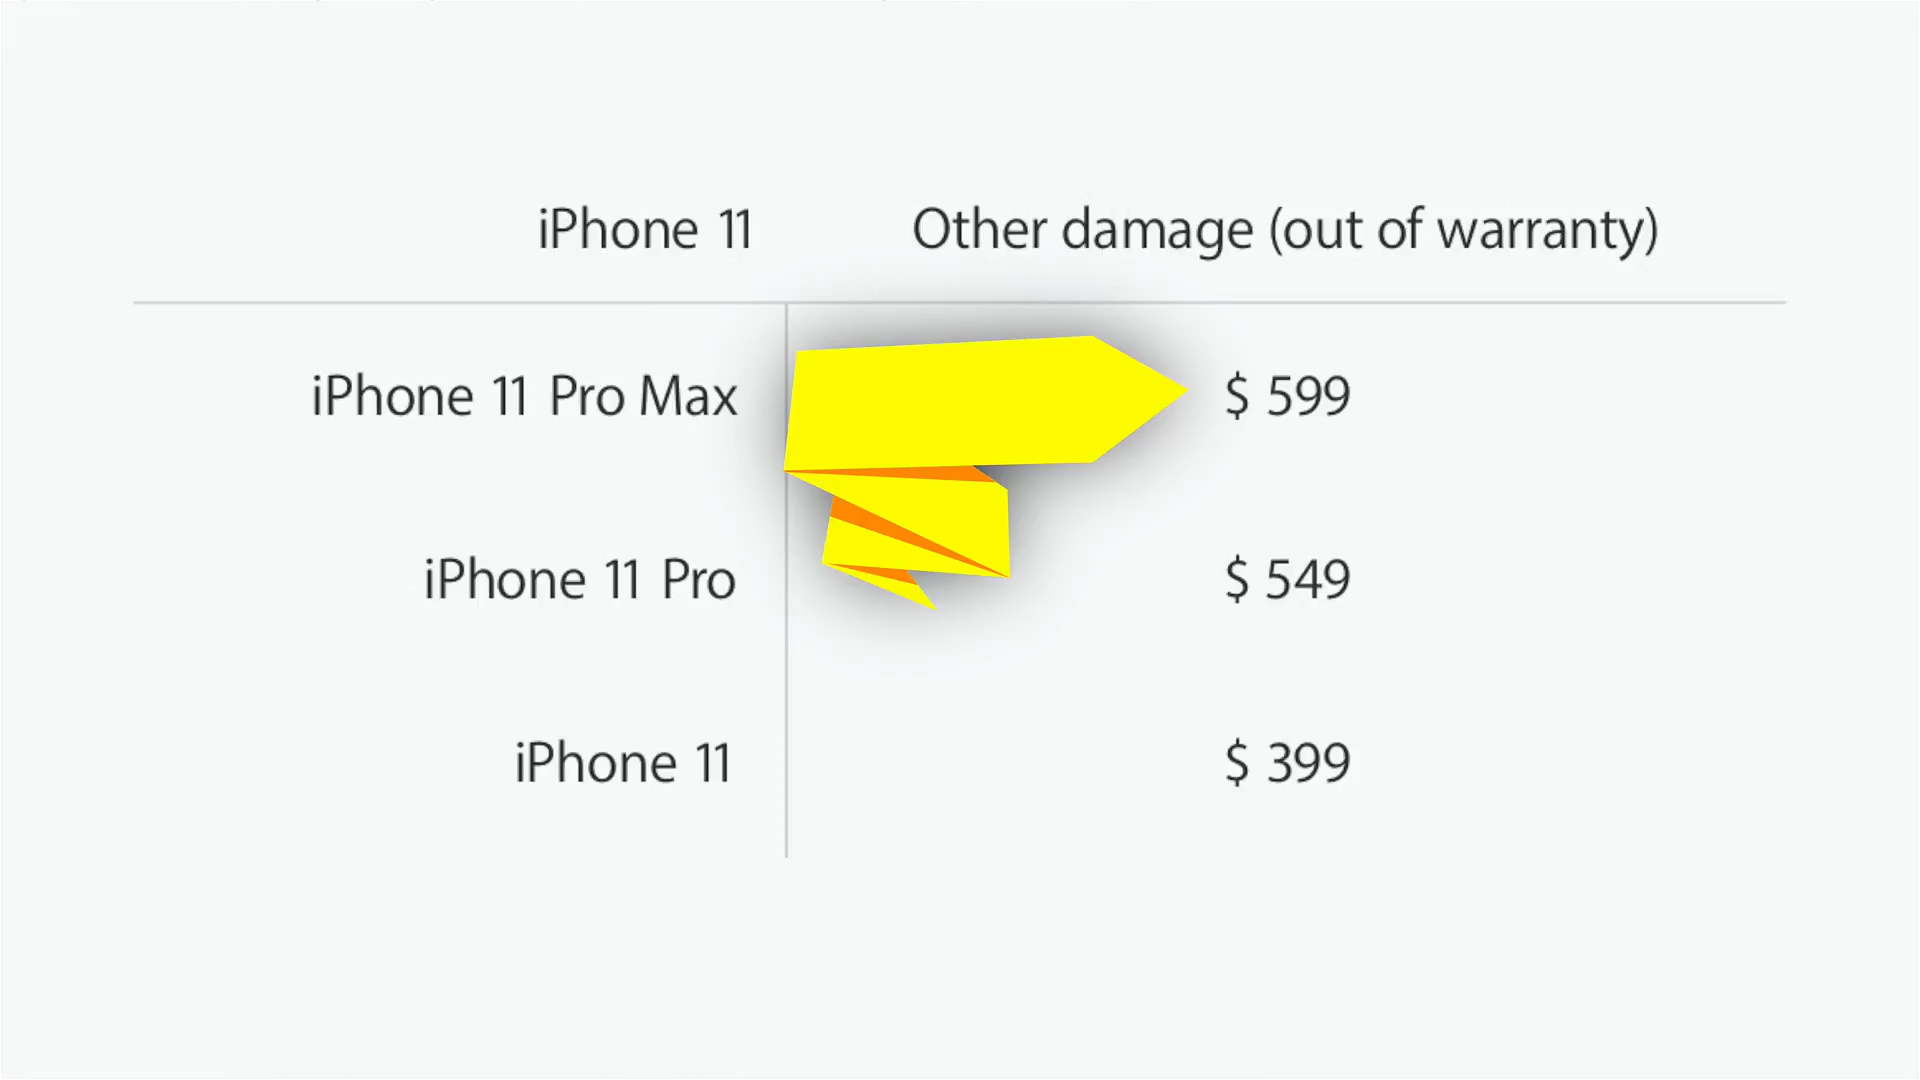 iPhone 11 Other damage (out of warranty)
iPhone 11 Pro Max $ 599
iPhone 11 Pro $ 549
iPhone 11 $ 399